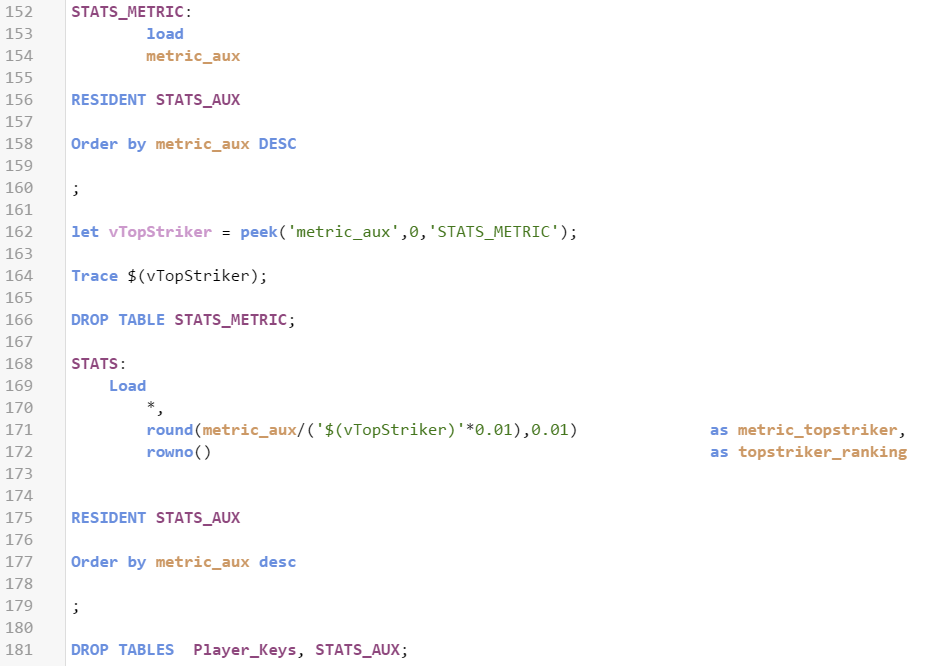 152 STATS_METRIC:
153 load
154 metric_aux
155
156 RESIDENT STATS_AUX
157
158 Order by metric_aux DESC
159
160 ;
161
162 let vTopStriker = peek('metric_aux',0,'STATS_METRIC');
163
164 Trace $(vTopStriker);
165
166 DROP TABLE STATS_METRIC;
167
168 STATS:
169 Load
170 *,
171 round(metric_aux/('$(vTopStriker)'*0.01),0.01) as metric_topstriker,
172 rowno() as topstriker_ranking
173
174
175 RESIDENT STATS_AUX
176
177 Order by metric_aux desc
178
179 ;
180
181 DROP TABLES Player_Keys, STATS_AUX;